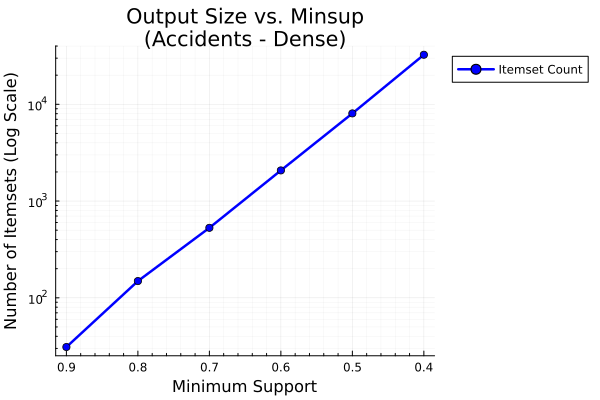 Output Size vs. Minsup
(Accidents - Dense)
Number of Itemsets (Log Scale)
10^4
10^3
10^2
0.9 0.8 0.7 0.6 0.5 0.4
Minimum Support
Itemset Count